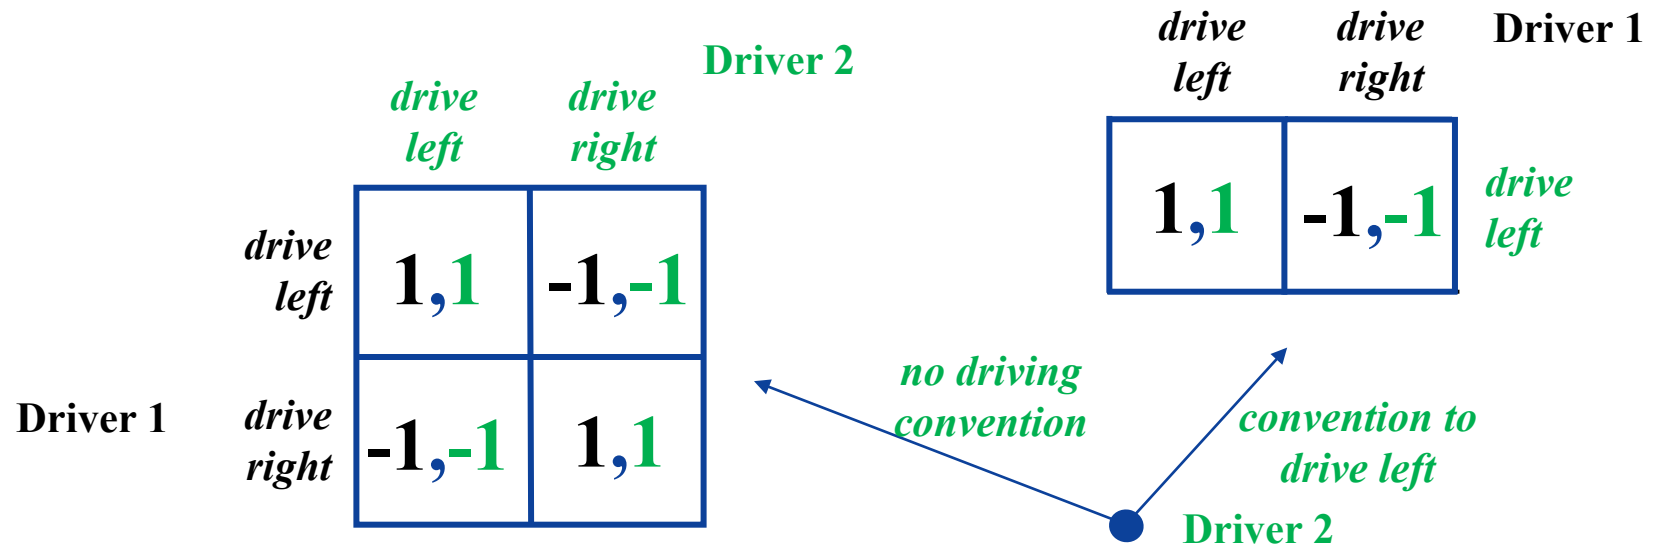 Driver 2
drive drive
left right
drive
left
1,1 -1,-1
Driver 1
drive
right
-1,-1 1,1
drive drive Driver 1
left right
1,1 -1,-1
drive
left
no driving
convention
convention to
drive left
Driver 2